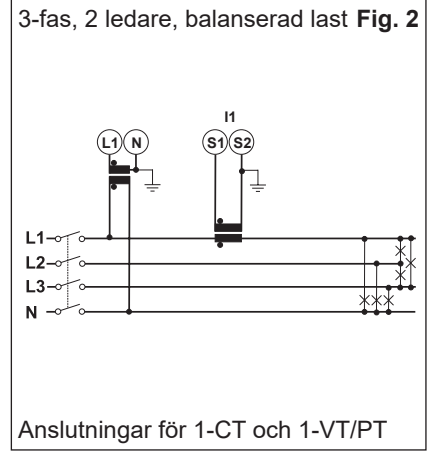 3-fas, 2 ledare, balanserad last Fig. 2
I1
L1 N S1 S2
L1
L2
L3
N
Anslutningar för 1-CT och 1-VT/PT